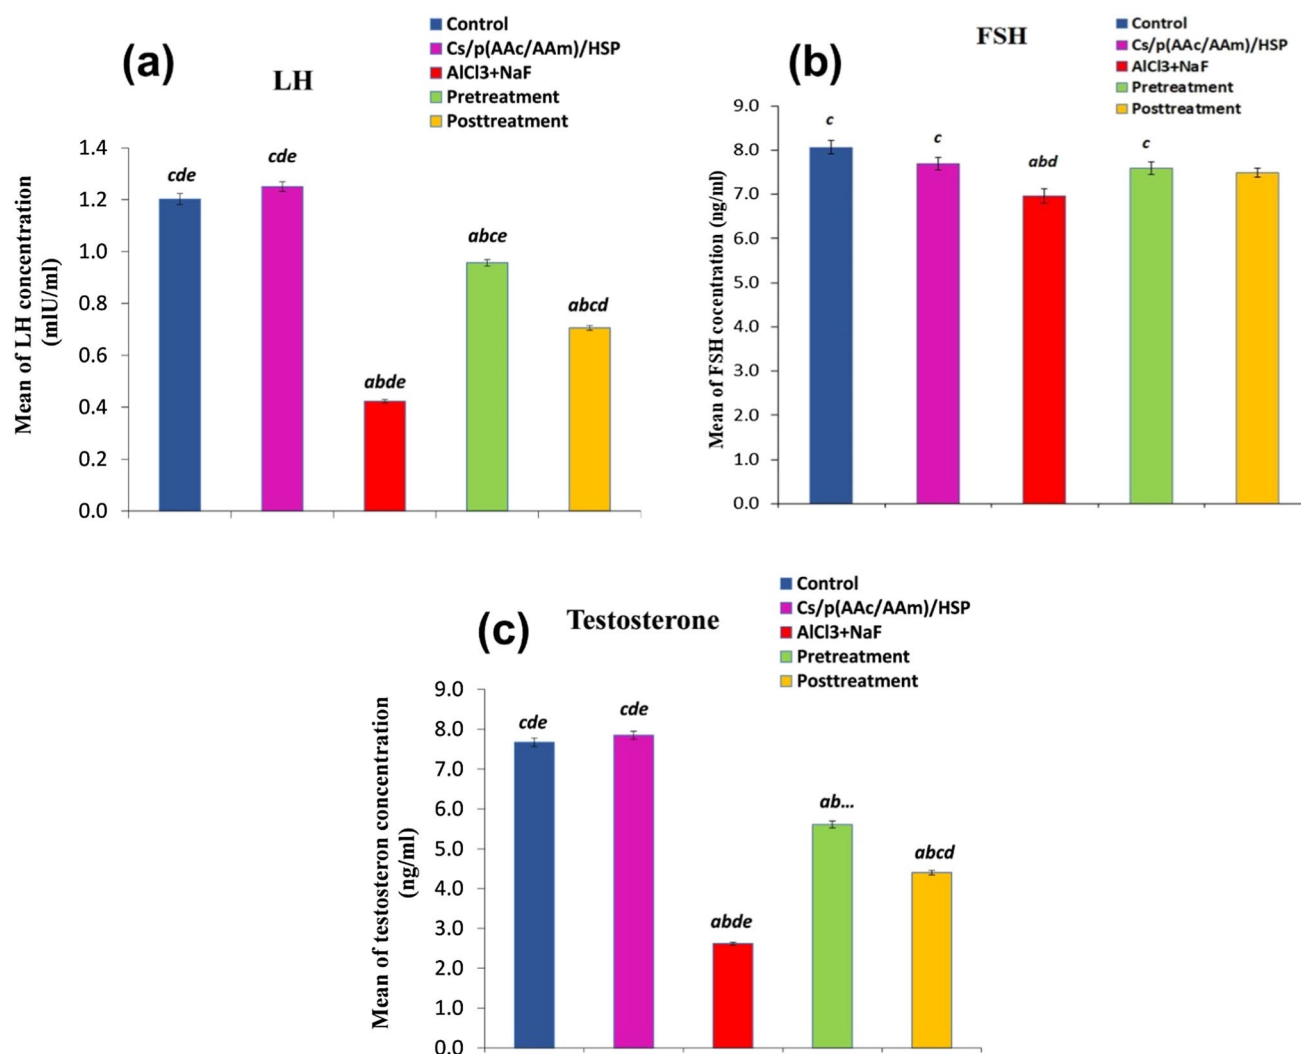 (a)
LH
Control
Cs/p(AAc/AAm)/HSP
AlCl3+NaF
Pretreatment
Posttreatment
Mean of LH concentration
(mIU/ml)
1.4
1.2
1.0
0.8
0.6
0.4
0.2
0.0
cde
cde
abde
abce
abcd
(b)
FSH
Control
Cs/p(AAc/AAm)/HSP
AlCl3+NaF
Pretreatment
Posttreatment
Mean of FSH cocentration (ng/ml)
9.0
8.0
7.0
6.0
5.0
4.0
3.0
2.0
1.0
0.0
c
c
abd
c
(c)
Testosterone
Control
Cs/p(AAc/AAm)/HSP
AlCl3+NaF
Pretreatment
Posttreatment
Mean of testosteron concentration
(ng/ml)
9.0
8.0
7.0
6.0
5.0
4.0
3.0
2.0
1.0
0.0
cde
cde
abde
ab...
abcd